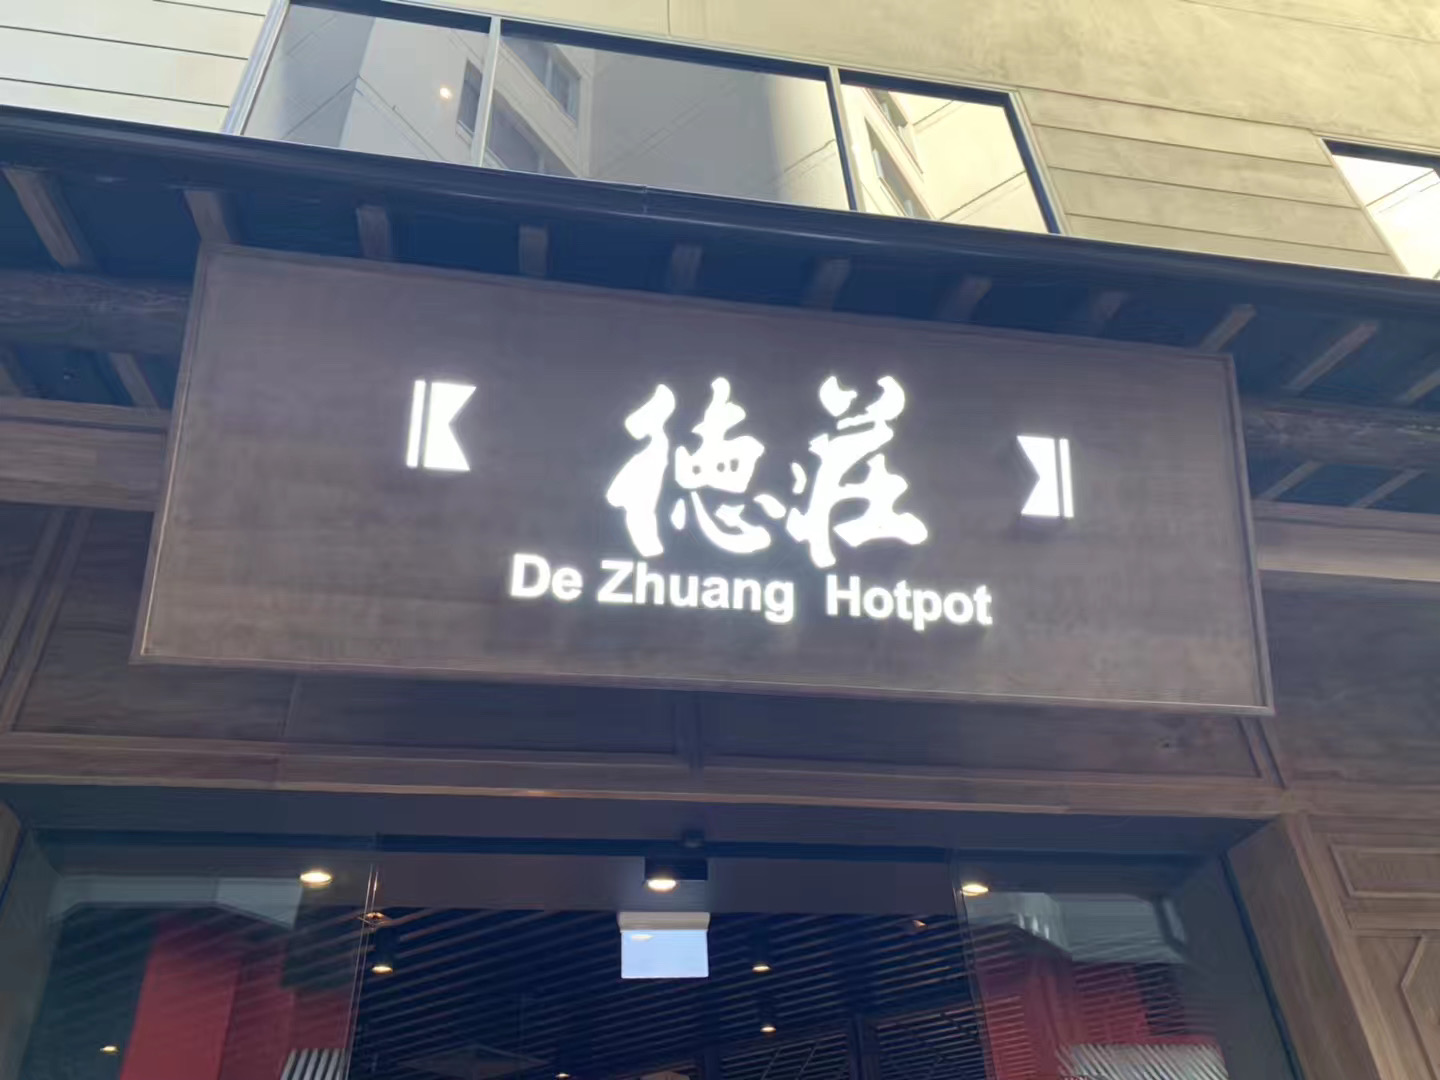 德莊
De Zhuang Hotpot